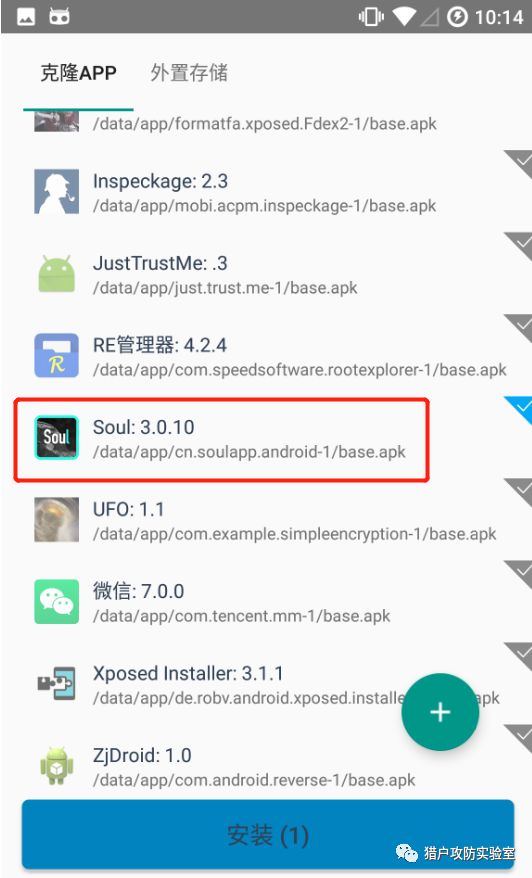 10:14
克隆APP 外置存储
/data/app/formatfa.xposed.Fdex2-1/base.apk
Inspeckage: 2.3
/data/app/mobi.acpm.inspeckage-1/base.apk
JustTrustMe: .3
/data/app/just.trust.me-1/base.apk
RE管理器: 4.2.4
/data/app/com.speedsoftware.rootexplorer-1/base.apk
Soul
Soul: 3.0.10
/data/app/cn.soulapp.android-1/base.apk
UFO: 1.1
/data/app/com.example.simpleencryption-1/base.apk
微信: 7.0.0
/data/app/com.tencent.mm-1/base.apk
Xposed Installer: 3.1.1
/data/app/de.robv.android.xposed.installe pk
ZjDroid: 1.0
/data/app/com.android.reverse-1/base.apk
安装 (1)
猎户攻防实验室